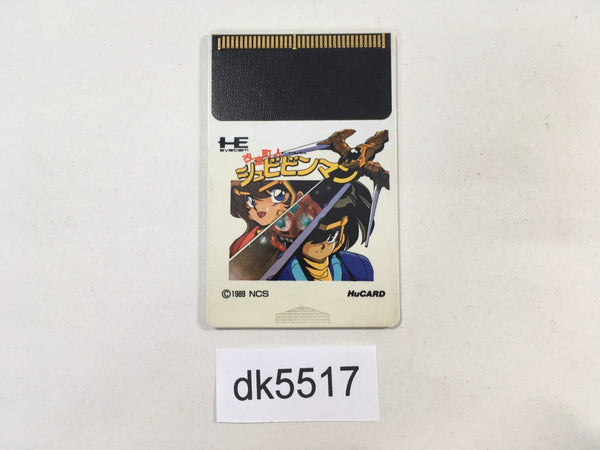 HE
system
改造町人
シュビビンマン
©1989 NCS
HuCARD
dk5517